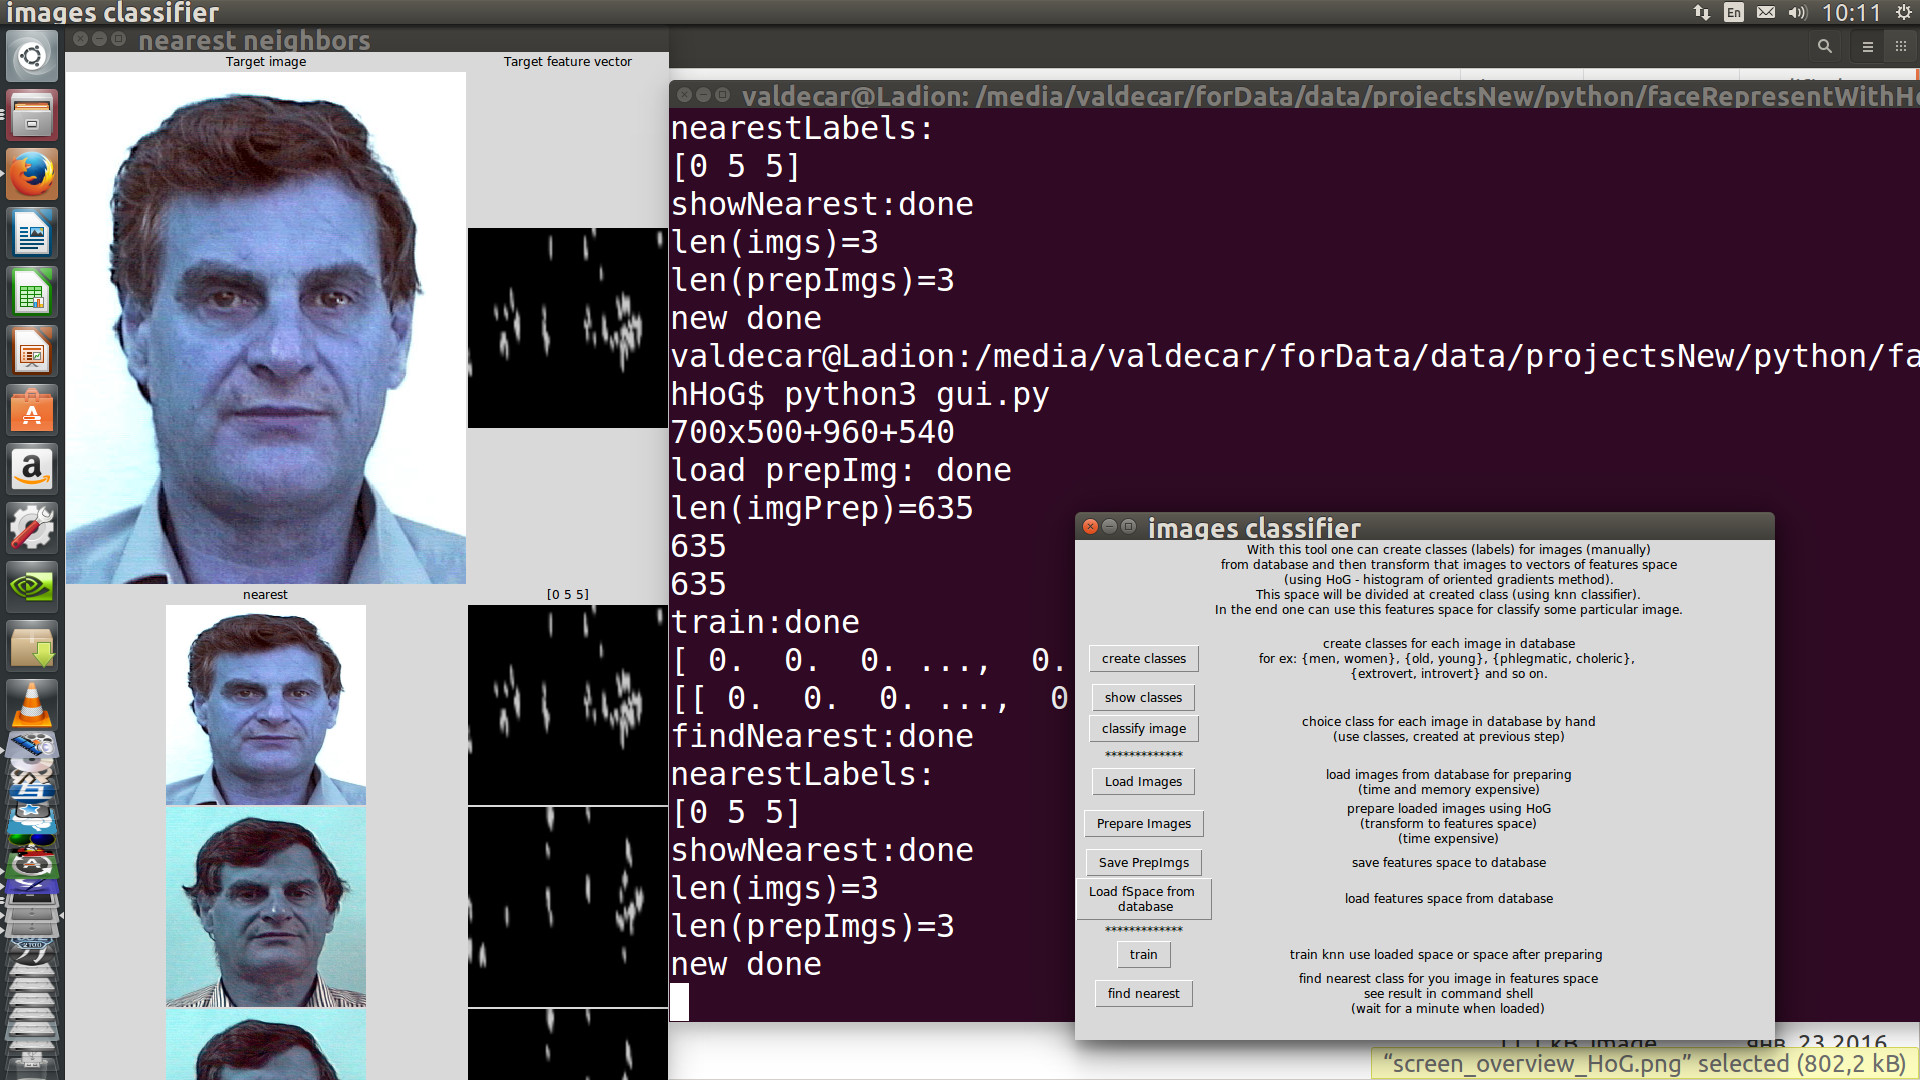 images classifier
En
10:11
nearest neighbors
Target image
Target feature vector
nearest
[0 5 5]
valdecar@Ladion: /media/valdecar/forData/data/projectsNew/python/faceRepresentWithHo
nearestLabels:
[0 5 5]
showNearest:done
len(imgs)=3
len(prepImgs)=3
new done
valdecar@Ladion:/media/valdecar/forData/data/projectsNew/python/fa
hHoG$ python3 gui.py
700x500+960+540
load prepImg: done
len(imgPrep)=635
635
635
train:done
[ 0.  0.  0. ...,  0.
[[ 0.  0.  0. ...,  0
findNearest:done
nearestLabels:
[0 5 5]
showNearest:done
len(imgs)=3
len(prepImgs)=3
new done
images classifier
With this tool one can create classes (labels) for images (manually)
from database and then transform that images to vectors of features space
(using HoG - histogram of oriented gradients method).
This space will be divided at created class (using knn classifier).
In the end one can use this features space for classify some particular image.
create classes
create classes for each image in database
for ex: {men, women}, {old, young}, {phlegmatic, choleric},
{extrovert, introvert} and so on.
show classes
classify image
choice class for each image in database by hand
(use classes, created at previous step)
*************
Load Images
load images from database for preparing
(time and memory expensive)
Prepare Images
prepare loaded images using HoG
(transform to features space)
(time expensive)
Save PrepImgs
save features space to database
Load fSpace from
database
load features space from database
*************
train
train knn use loaded space or space after preparing
find nearest
find nearest class for you image in features space
see result in command shell
(wait for a minute when loaded)
11,1 kB Image янв 23 2016
“screen_overview_HoG.png” selected (802,2 kB)